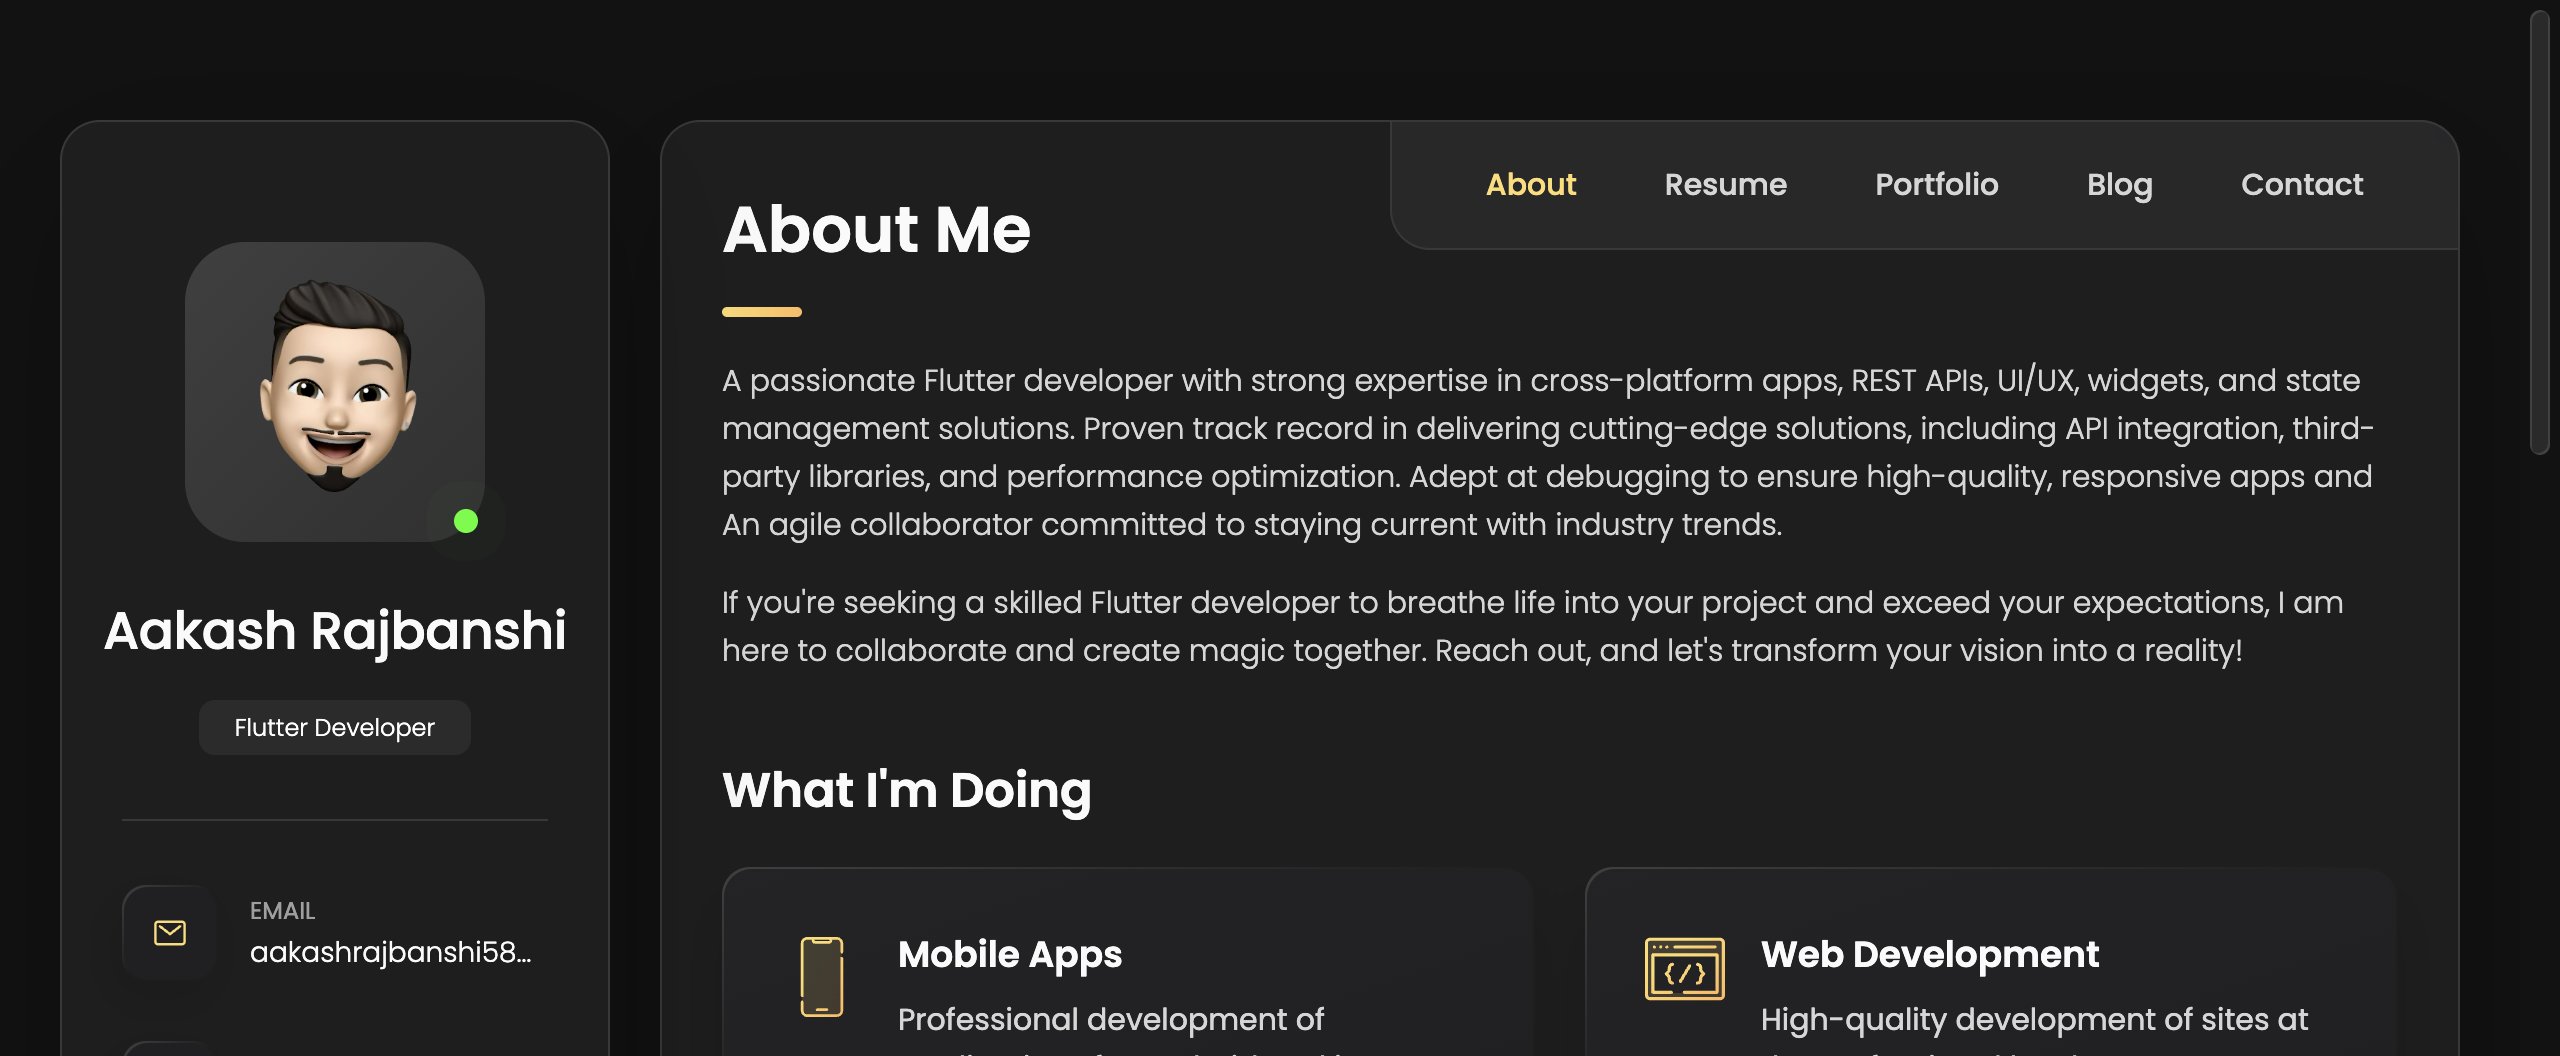 Aakash Rajbanshi
Flutter Developer
EMAIL
aakashrajbanshi58...
About
Resume
Portfolio
Blog
Contact
About Me
A passionate Flutter developer with strong expertise in cross-platform apps, REST APIs, UI/UX, widgets, and state
management solutions. Proven track record in delivering cutting-edge solutions, including API integration, third-
party libraries, and performance optimization. Adept at debugging to ensure high-quality, responsive apps and
An agile collaborator committed to staying current with industry trends.
If you're seeking a skilled Flutter developer to breathe life into your project and exceed your expectations, I am
here to collaborate and create magic together. Reach out, and let's transform your vision into a reality!
What I'm Doing
Mobile Apps
Professional development of
Web Development
High-quality development of sites at